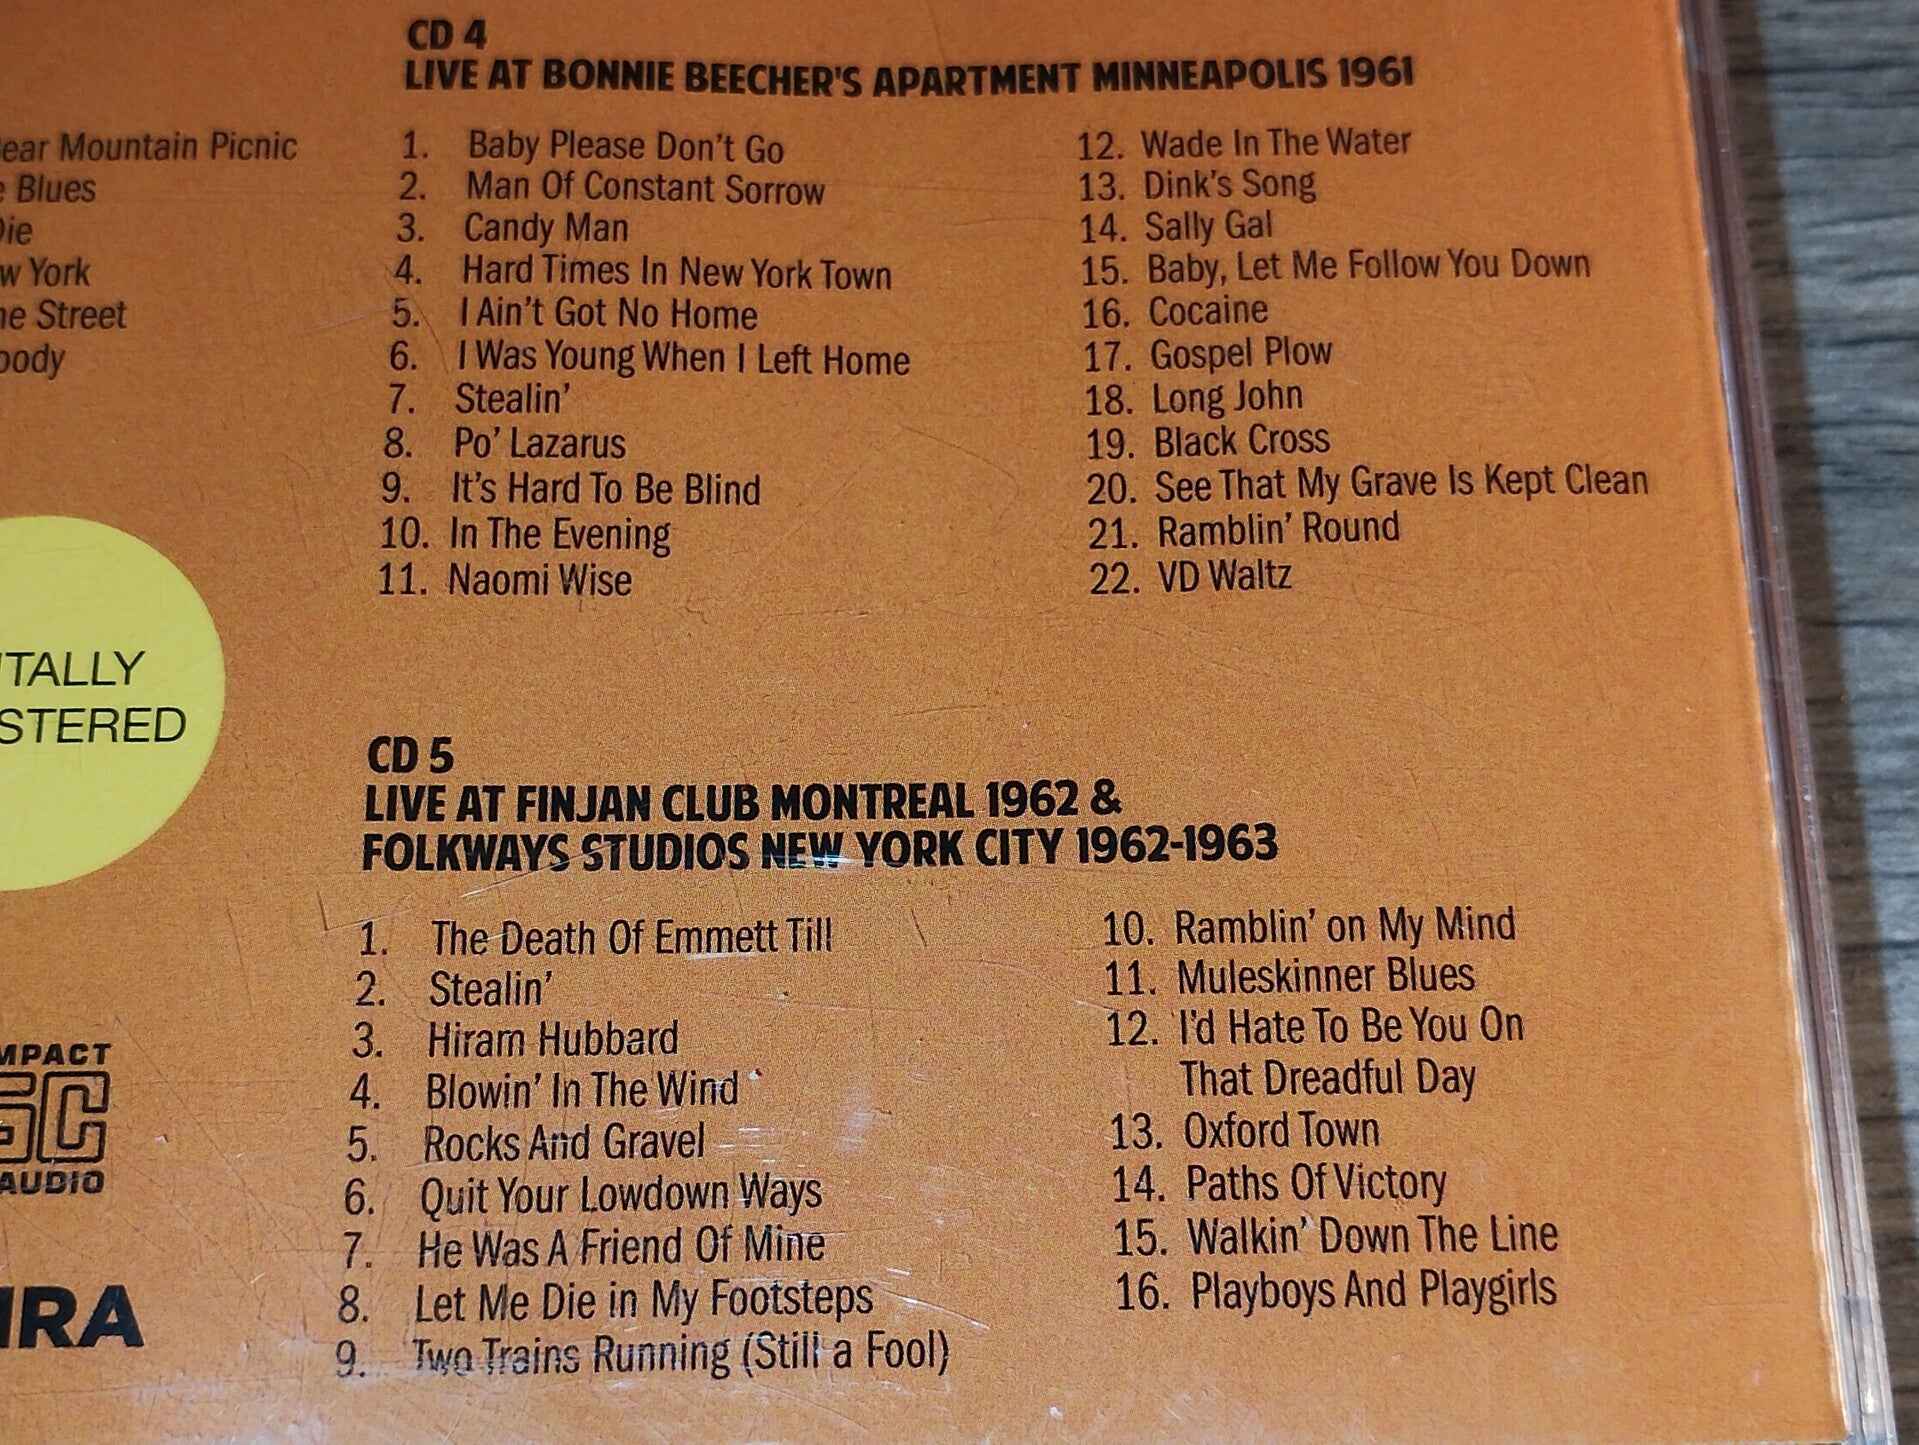 Mountain Picnic
Blues
York
Street
CD 4
LIVE AT BONNIE BEECHER'S APARTMENT MINNEAPOLIS 1961
1. Baby Please Don't Go
2. Man Of Constant Sorrow
3. Candy Man
4. Hard Times In New York Town
5. I Ain't Got No Home
6. I Was Young When I Left Home
7. Stealin'
8. Po' Lazarus
9. It's Hard To Be Blind
10. In The Evening
11. Naomi Wise
12. Wade In The Water
13. Dink's Song
14. Sally Gal
15. Baby, Let Me Follow You Down
16. Cocaine
17. Gospel Plow
18. Long John
19. Black Cross
20. See That My Grave Is Kept Clean
21. Ramblin' Round
22. VD Waltz
CD 5
LIVE AT FINJAN CLUB MONTREAL 1962 &
FOLKWAYS STUDIOS NEW YORK CITY 1962-1963
1. The Death Of Emmett Till
2. Stealin'
3. Hiram Hubbard
4. Blowin' In The Wind
5. Rocks And Gravel
6. Quit Your Lowdown Ways
7. He Was A Friend Of Mine
8. Let Me Die in My Footsteps
9. Two Trains Running (Still a Fool)
10. Ramblin' on My Mind
11. Muleskinner Blues
12. I'd Hate To Be You On
That Dreadful Day
13. Oxford Town
14. Paths Of Victory
15. Walkin' Down The Line
16. Playboys And Playgirls
AUDIO